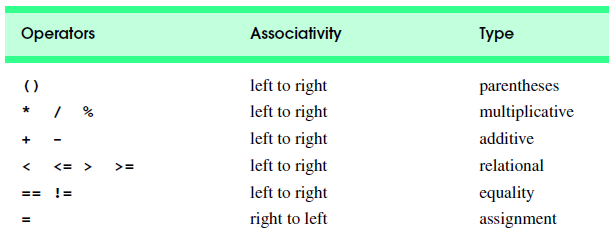 Operators Associativity Type
() left to right parentheses
* / % left to right multiplicative
+ - left to right additive
< <= > >= left to right relational
== != left to right equality
= right to left assignment